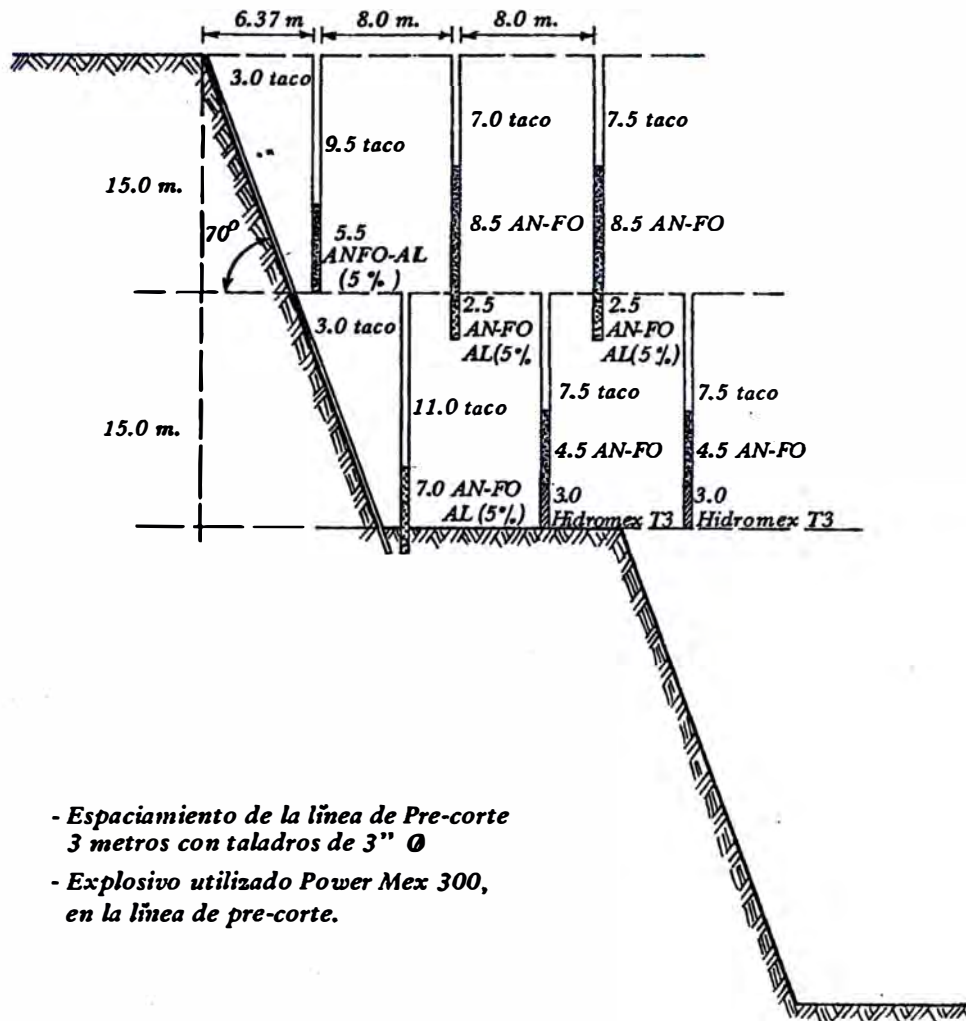 6.37 m
8.0 m.
8.0 m.
3.0 taco
7.0 taco
7.5 taco
9.5 taco
15.0 m.
70º
8.5 AN-FO
8.5 AN-FO
5.5
ANFO-AL
(5 %)
3.0 taco
2.5
AN-FO
AL(5%
2.5
AN-FO
AL(5%)
11.0 taco
7.5 taco
7.5 taco
15.0 m.
4.5 AN-FO
4.5 AN-FO
7.0 AN-FO
AL (5%)
3.0
Hidromex T3
3.0
Hidromex T3
- Espaciamiento de la línea de Pre-corte
3 metros con taladros de 3" Ø
- Explosivo utilizado Power Mex 300,
en la línea de pre-corte.